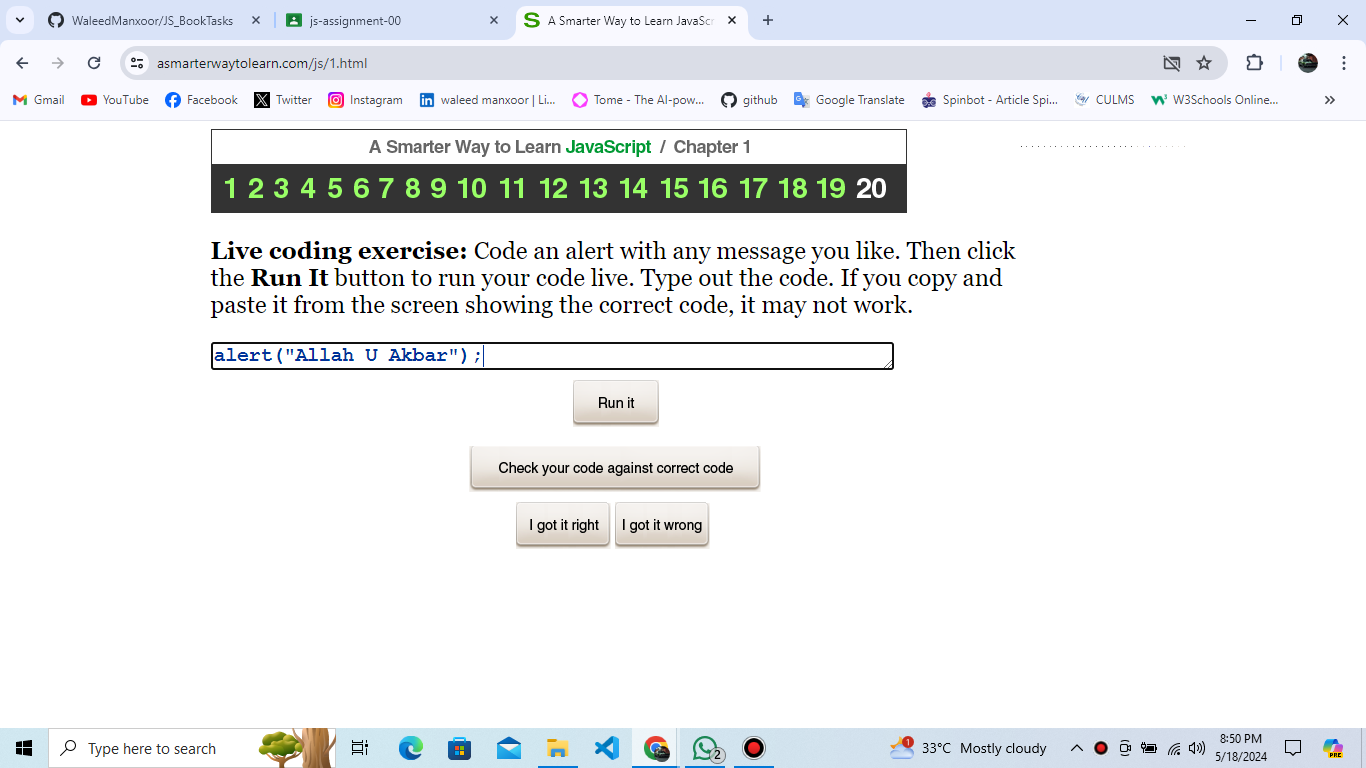 WaleedManxoor/JS_BookTasks
js-assignment-00
A Smarter Way to Learn JavaScr
asmarterwaytolearn.com/js/1.html
Gmail YouTube Facebook Twitter Instagram waleed manxoor | Li... Tome - The AI-pow... github Google Translate Spinbot - Article Spi... CULMS W3Schools Online... »
A Smarter Way to Learn JavaScript / Chapter 1
1 2 3 4 5 6 7 8 9 10 11 12 13 14 15 16 17 18 19 20
Live coding exercise: Code an alert with any message you like. Then click
the Run It button to run your code live. Type out the code. If you copy and
paste it from the screen showing the correct code, it may not work.
alert("Allah U Akbar");
Run it
Check your code against correct code
I got it right I got it wrong
Type here to search
2
1
33°C Mostly cloudy
8:50 PM
5/18/2024
PRE